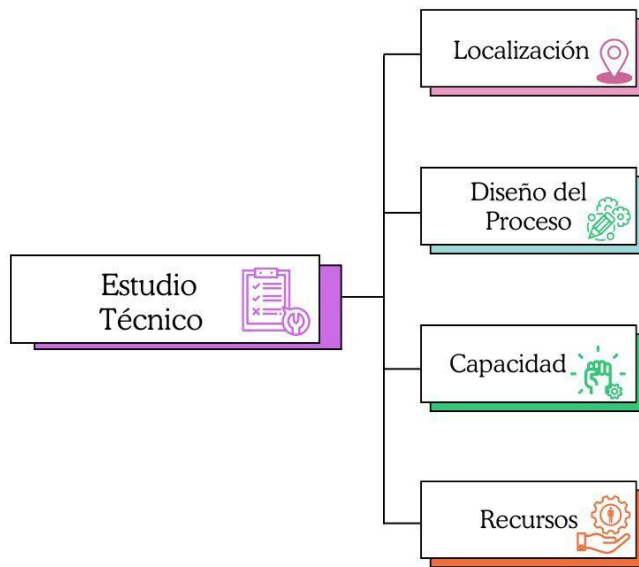 Localización
Diseño del
Proceso
Estudio
Técnico
Capacidad
Recursos